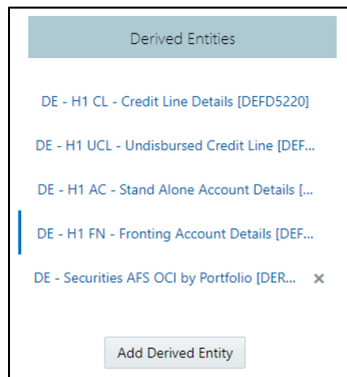 Derived Entities
DE - H1 CL - Credit Line Details [DEFD5220]
DE - H1 UCL - Undisbursed Credit Line [DEF...
DE - H1 AC - Stand Alone Account Details [...
DE - H1 FN - Fronting Account Details [DEF...
DE - Securities AFS OCI by Portfolio [DER... ×
Add Derived Entity